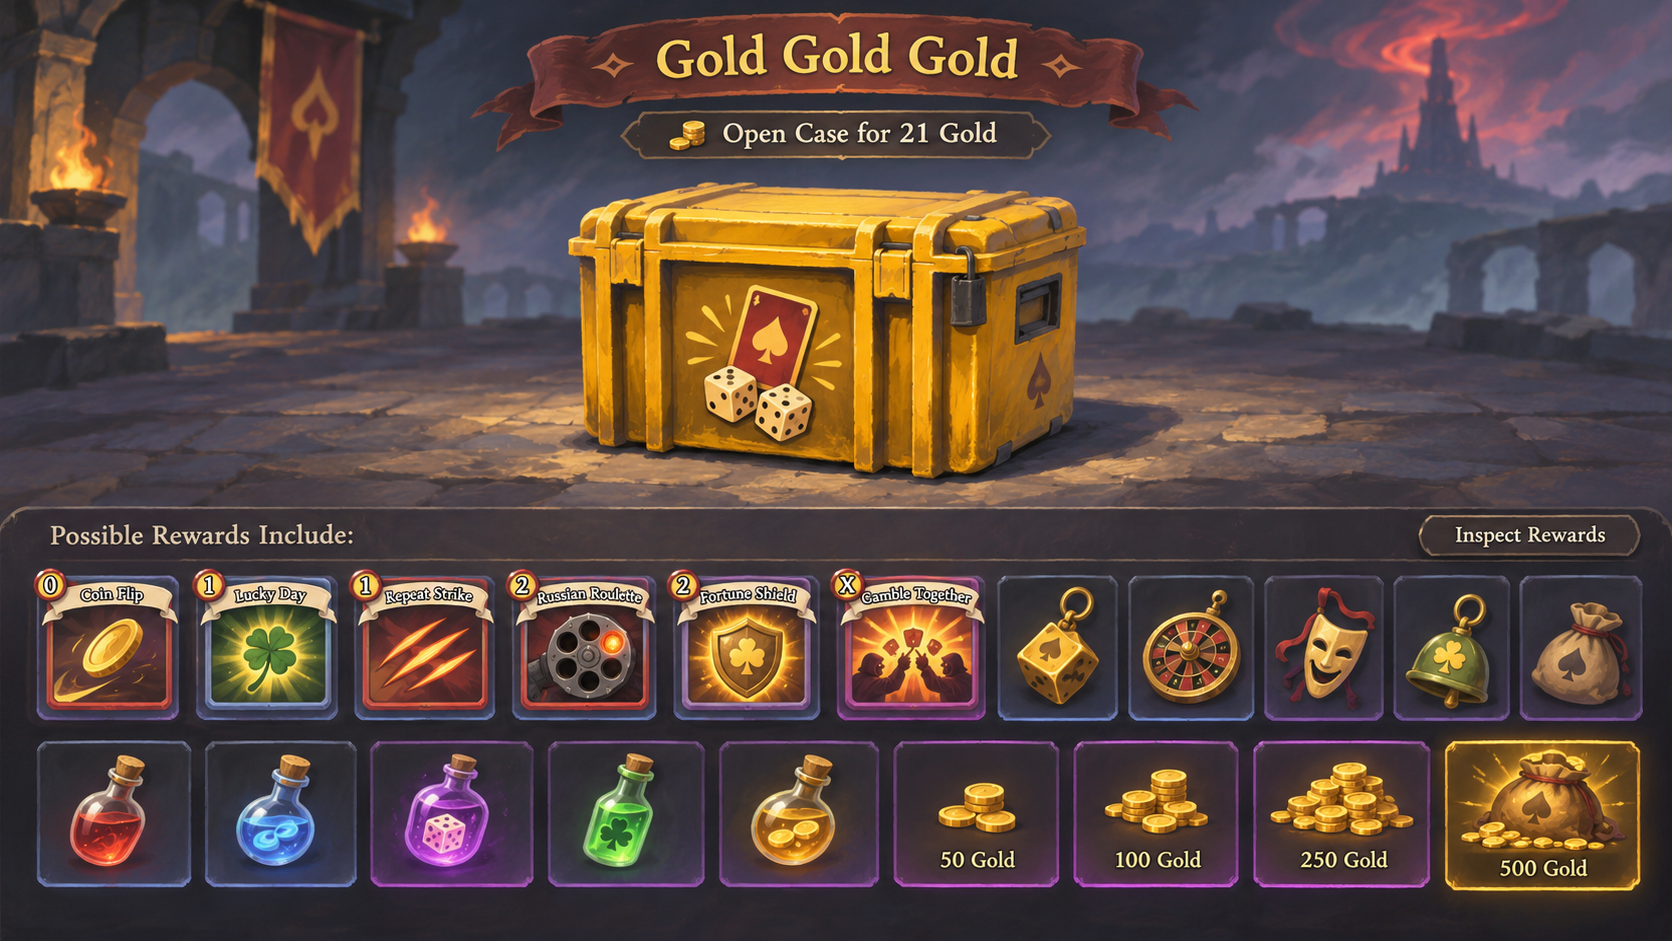 Gold Gold Gold
Open Case for 21 Gold
Possible Rewards Include:
Inspect Rewards
0
Coin Flip
1
Lucky Day
1
Repeat Strike
2
Russian Roulette
2
Fortune Shield
X
Gamble Together
50 Gold
100 Gold
250 Gold
500 Gold